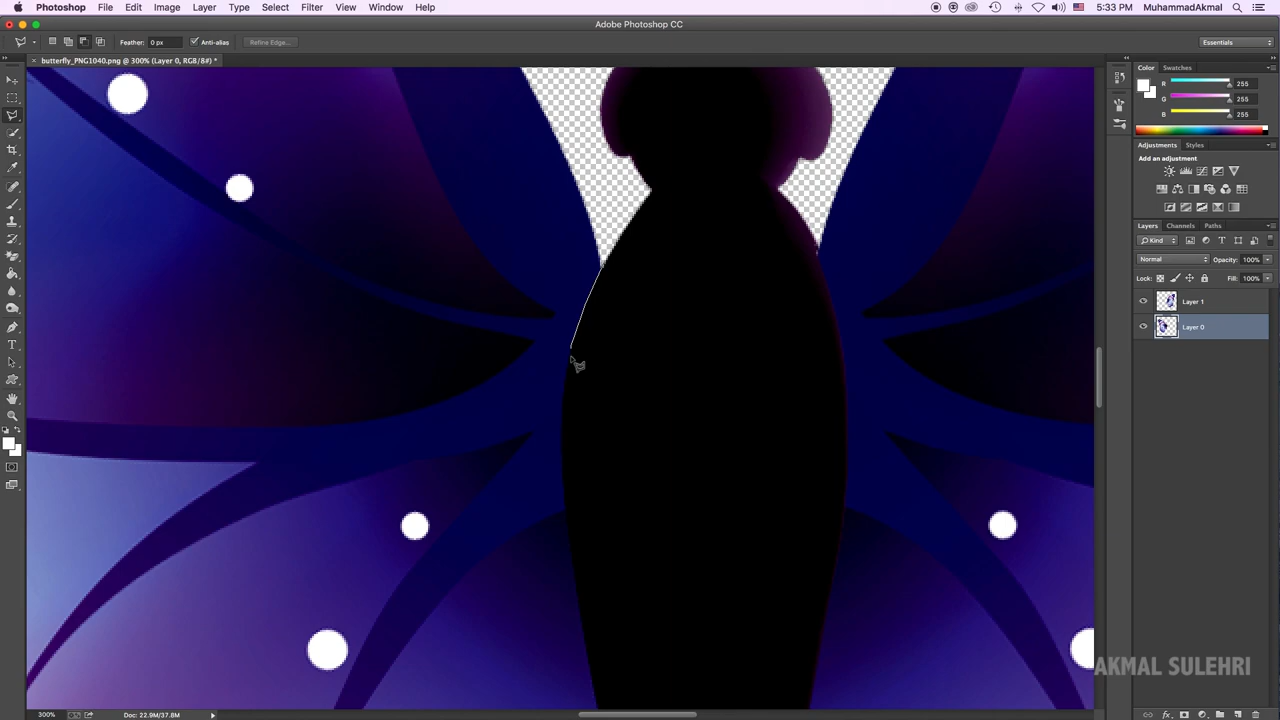 Photoshop File Edit Image Layer Type Select Filter View Window Help 5:33 PM MuhammadAkmal
Adobe Photoshop CC
Feather: 0 px Anti-alias Refine Edge... Essentials
butterfly_PNG1040.png @ 300% (Layer 0, RGB/8#) *
Color Swatches
R 255
G 255
B 255
Adjustments Styles
Add an adjustment
Layers Channels Paths
Kind
Normal Opacity: 100%
Lock: Fill: 100%
Layer 1
Layer 0
AKMAL SULEHRI
300% Doc: 22.9M/37.8M